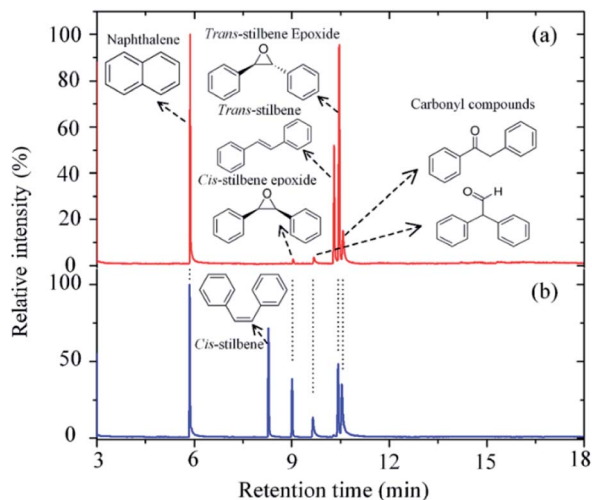 100
80
60
40
20
0
Relative intensity (%)
(a)
Naphthalene
Trans-stilbene Epoxide
O
Trans-stilbene
Cis-stilbene epoxide
O
Carbonyl compounds
O
O
H
100
50
0
(b)
Cis-stilbene
3
6
9
12
15
18
Retention time (min)